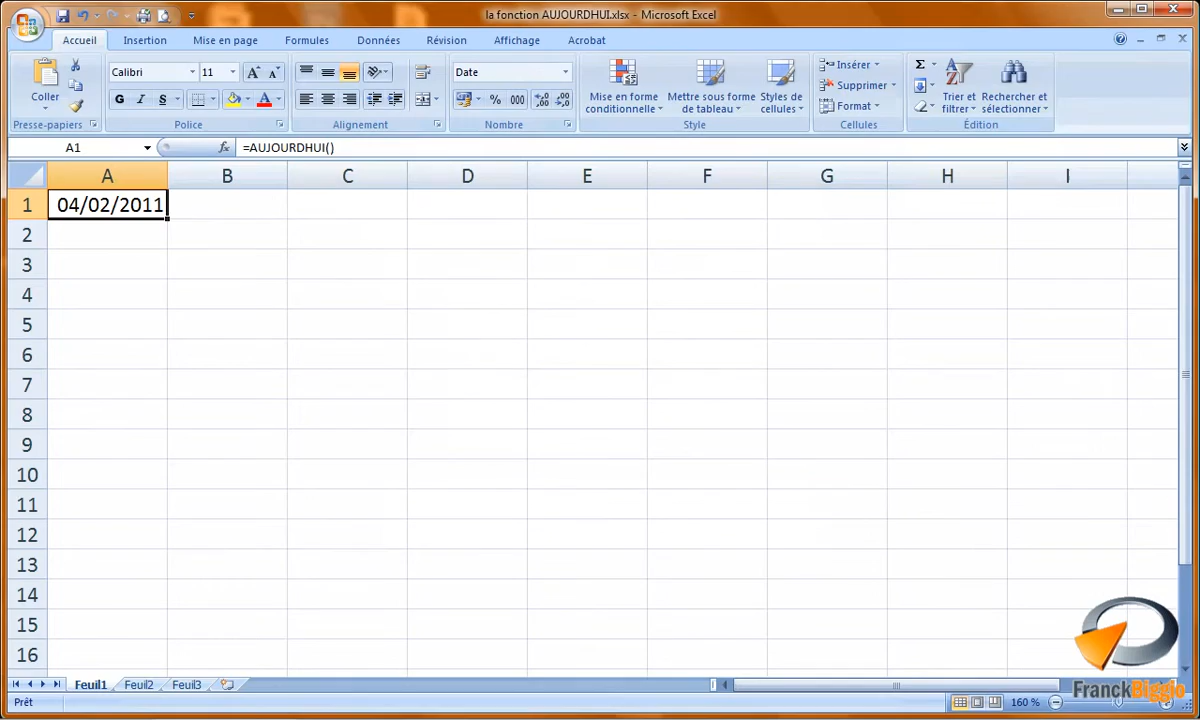 la fonction AUJOURDHUI.xlsx - Microsoft Excel
Accueil Insertion Mise en page Formules Données Révision Affichage Acrobat
Coller
Calibri 11
G I S
Date
% 000
Mise en forme conditionnelle
Mettre sous forme de tableau
Styles de cellules
Insérer
Supprimer
Format
Σ
Trier et filtrer
Rechercher et sélectionner
Presse-papiers Police Alignement Nombre Style Cellules Édition
A1 fx =AUJOURDHUI()
A B C D E F G H I
1 04/02/2011
2
3
4
5
6
7
8
9
10
11
12
13
14
15
16
FranckBiggio
Feuil1 Feuil2 Feuil3
Prêt 160 %